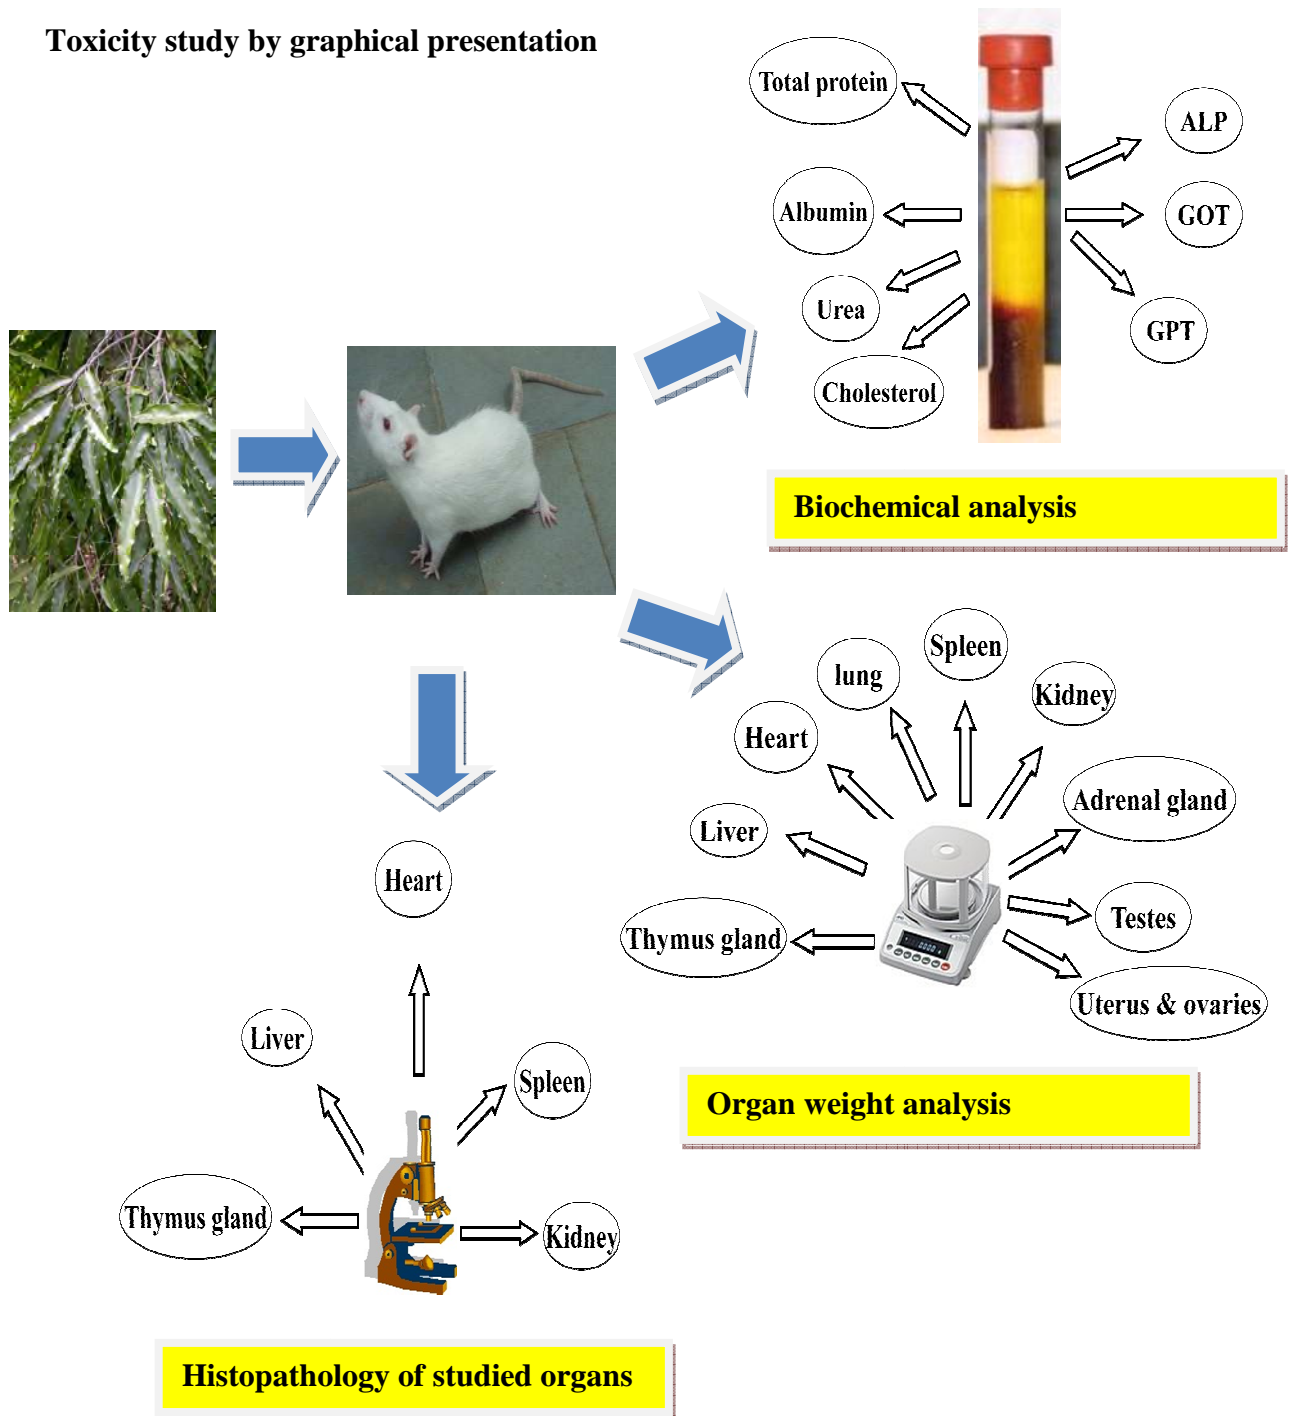 Toxicity study by graphical presentation
Total protein
ALP
Albumin
GOT
Urea
GPT
Cholesterol
Biochemical analysis
Spleen
lung
Kidney
Heart
Adrenal gland
Liver
Testes
Thymus gland
Uterus & ovaries
Organ weight analysis
Heart
Liver
Spleen
Thymus gland
Kidney
Histopathology of studied organs